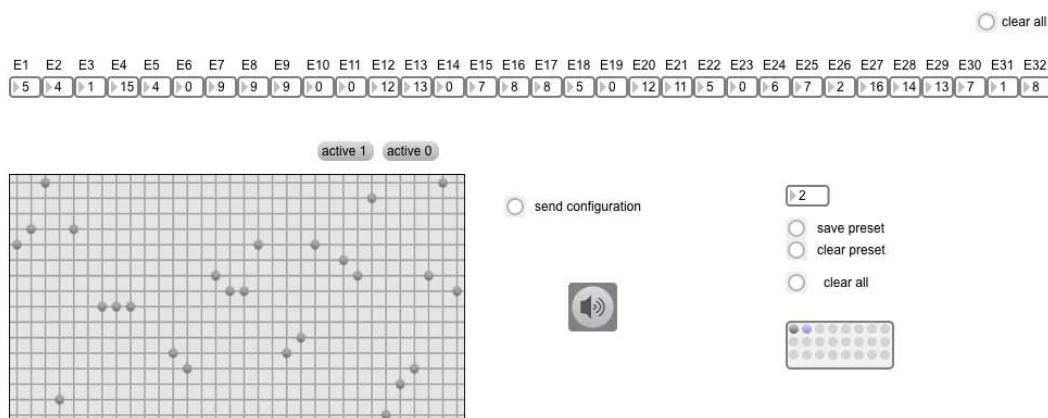 clear all
E1 E2 E3 E4 E5 E6 E7 E8 E9 E10 E11 E12 E13 E14 E15 E16 E17 E18 E19 E20 E21 E22 E23 E24 E25 E26 E27 E28 E29 E30 E31 E32
5 4 1 15 4 0 9 9 9 0 0 12 13 0 7 8 8 5 0 12 11 5 0 6 7 2 16 14 13 7 1 8
active 1 active 0
2
send configuration
save preset
clear preset
clear all